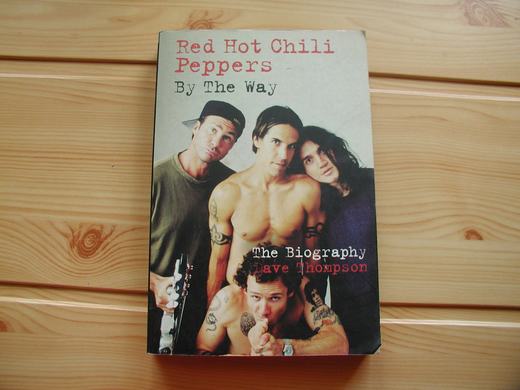 Red Hot Chili
Peppers
By The Way
The Biography
Dave Thompson